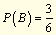 P(B) = 3/6